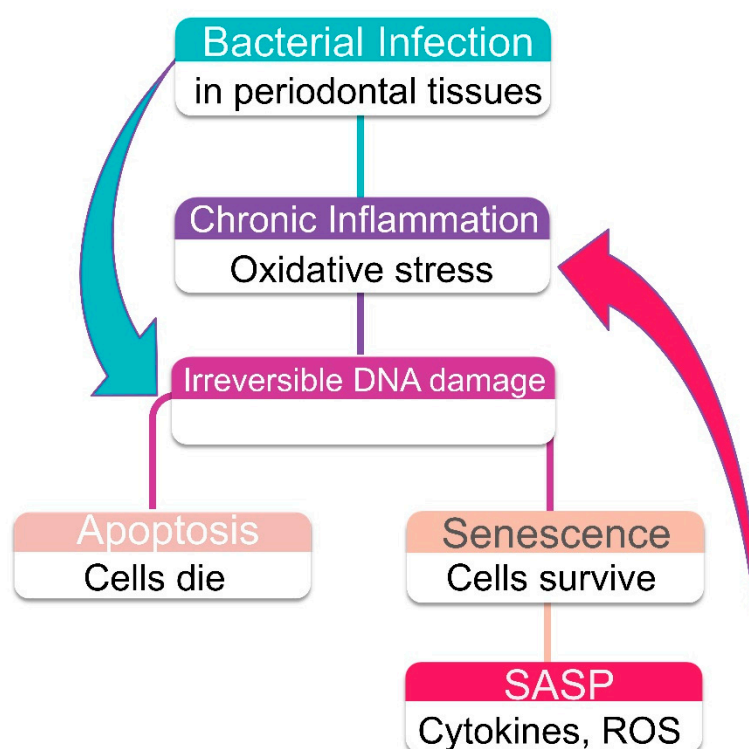 Bacterial Infection
in periodontal tissues
Chronic Inflammation
Oxidative stress
Irreversible DNA damage
Apoptosis
Cells die
Senescence
Cells survive
SASP
Cytokines, ROS